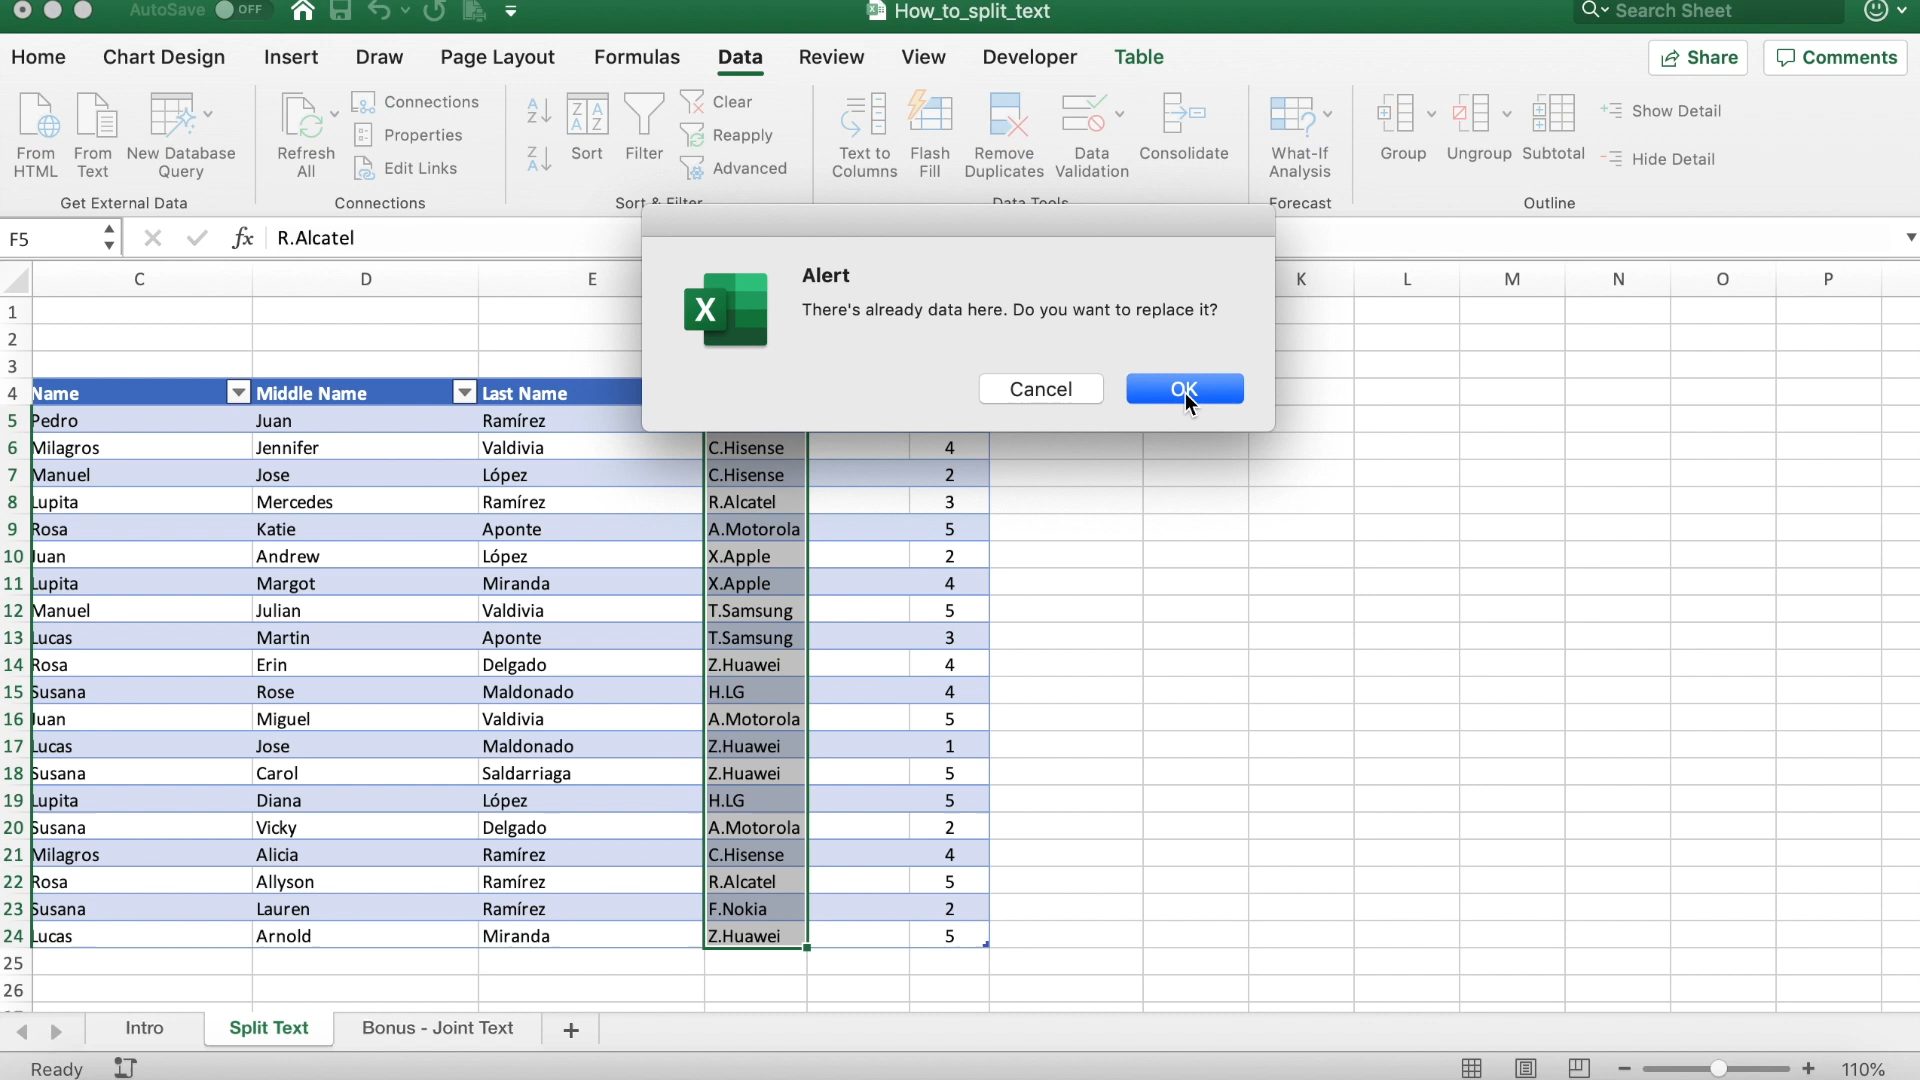 AutoSave OFF How_to_split_text Search Sheet
Home Chart Design Insert Draw Page Layout Formulas Data Review View Developer Table Share Comments
From HTML From Text New Database Query Refresh All Connections Properties Edit Links Sort Filter Clear Reapply Advanced Text to Columns Flash Fill Remove Duplicates Data Validation Consolidate What-If Analysis Group Ungroup Subtotal Show Detail Hide Detail
Get External Data Connections Sort & Filter Data Tools Forecast Outline
F5 fx R.Alcatel
Alert
There's already data here. Do you want to replace it?
Cancel OK
C D E K L M N O P
1
2
3
4 Name Middle Name Last Name
5 Pedro Juan Ramírez
6 Milagros Jennifer Valdivia C.Hisense 4
7 Manuel Jose López C.Hisense 2
8 Lupita Mercedes Ramírez R.Alcatel 3
9 Rosa Katie Aponte A.Motorola 5
10 Juan Andrew López X.Apple 2
11 Lupita Margot Miranda X.Apple 4
12 Manuel Julian Valdivia T.Samsung 5
13 Lucas Martin Aponte T.Samsung 3
14 Rosa Erin Delgado Z.Huawei 4
15 Susana Rose Maldonado H.LG 4
16 Juan Miguel Valdivia A.Motorola 5
17 Lucas Jose Maldonado Z.Huawei 1
18 Susana Carol Saldarriaga Z.Huawei 5
19 Lupita Diana López H.LG 5
20 Susana Vicky Delgado A.Motorola 2
21 Milagros Alicia Ramírez C.Hisense 4
22 Rosa Allyson Ramírez R.Alcatel 5
23 Susana Lauren Ramírez F.Nokia 2
24 Lucas Arnold Miranda Z.Huawei 5
25
26
Intro Split Text Bonus - Joint Text +
Ready 110%